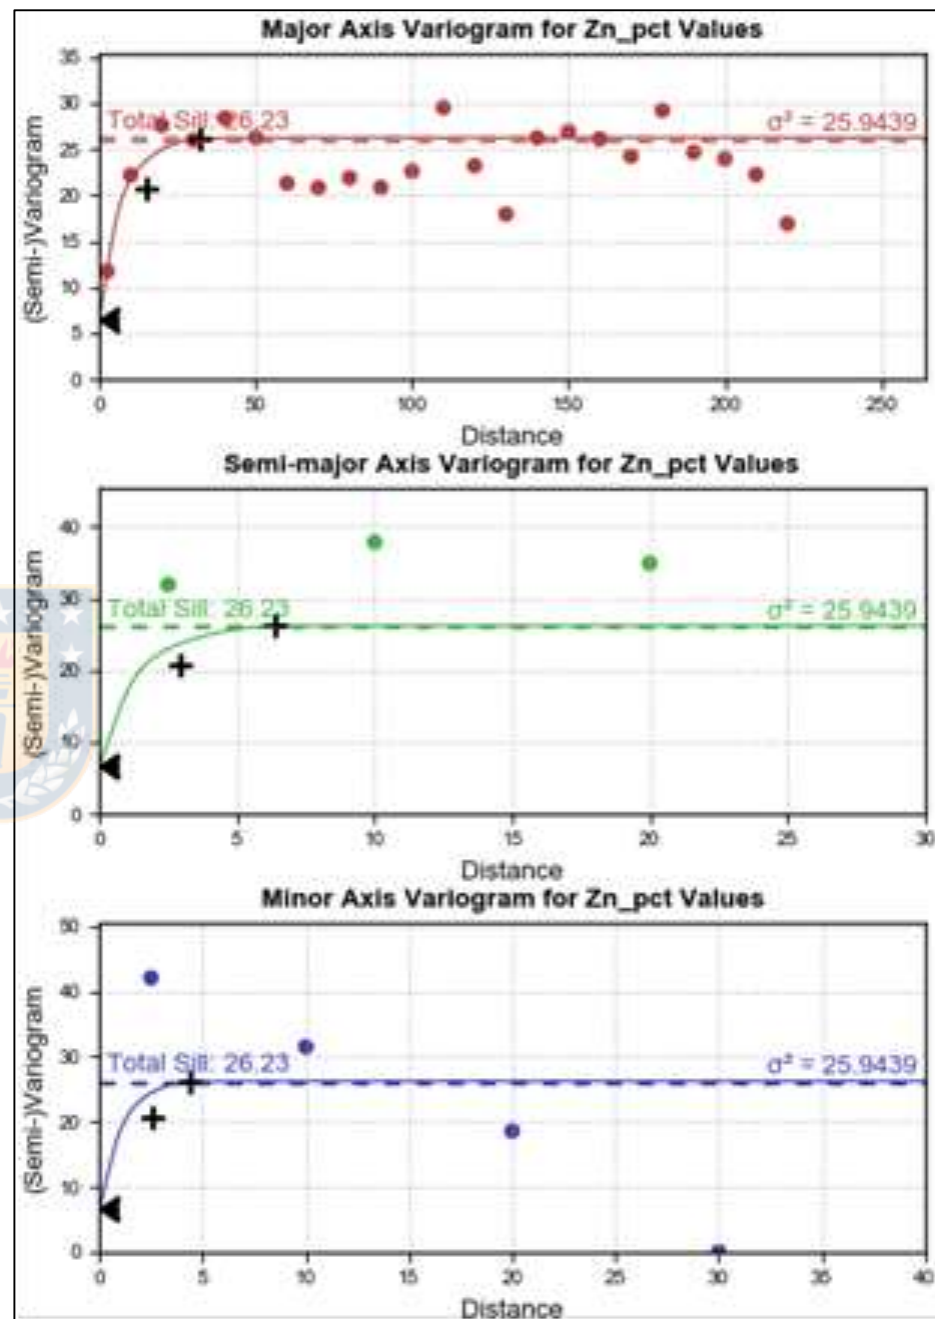 Major Axis Variogram for Zn_pct Values
35
30
25
20
15
10
5
0
(Semi-)Variogram
Total Sill: 26.23
σ² = 25.9439
0 50 100 150 200 250
Distance
Semi-major Axis Variogram for Zn_pct Values
40
30
20
10
0
(Semi-)Variogram
Total Sill: 26.23
σ² = 25.9439
0 5 10 15 20 25 30
Distance
Minor Axis Variogram for Zn_pct Values
50
40
30
20
10
0
(Semi-)Variogram
Total Sill: 26.23
σ² = 25.9439
0 5 10 15 20 25 30 35 40
Distance